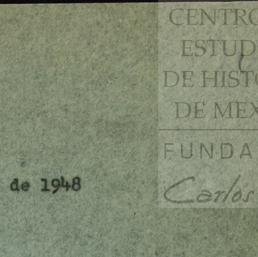 CENTRO
ESTUD
DE HISTO
DE MEX
FUNDA
Carlos
de 1948